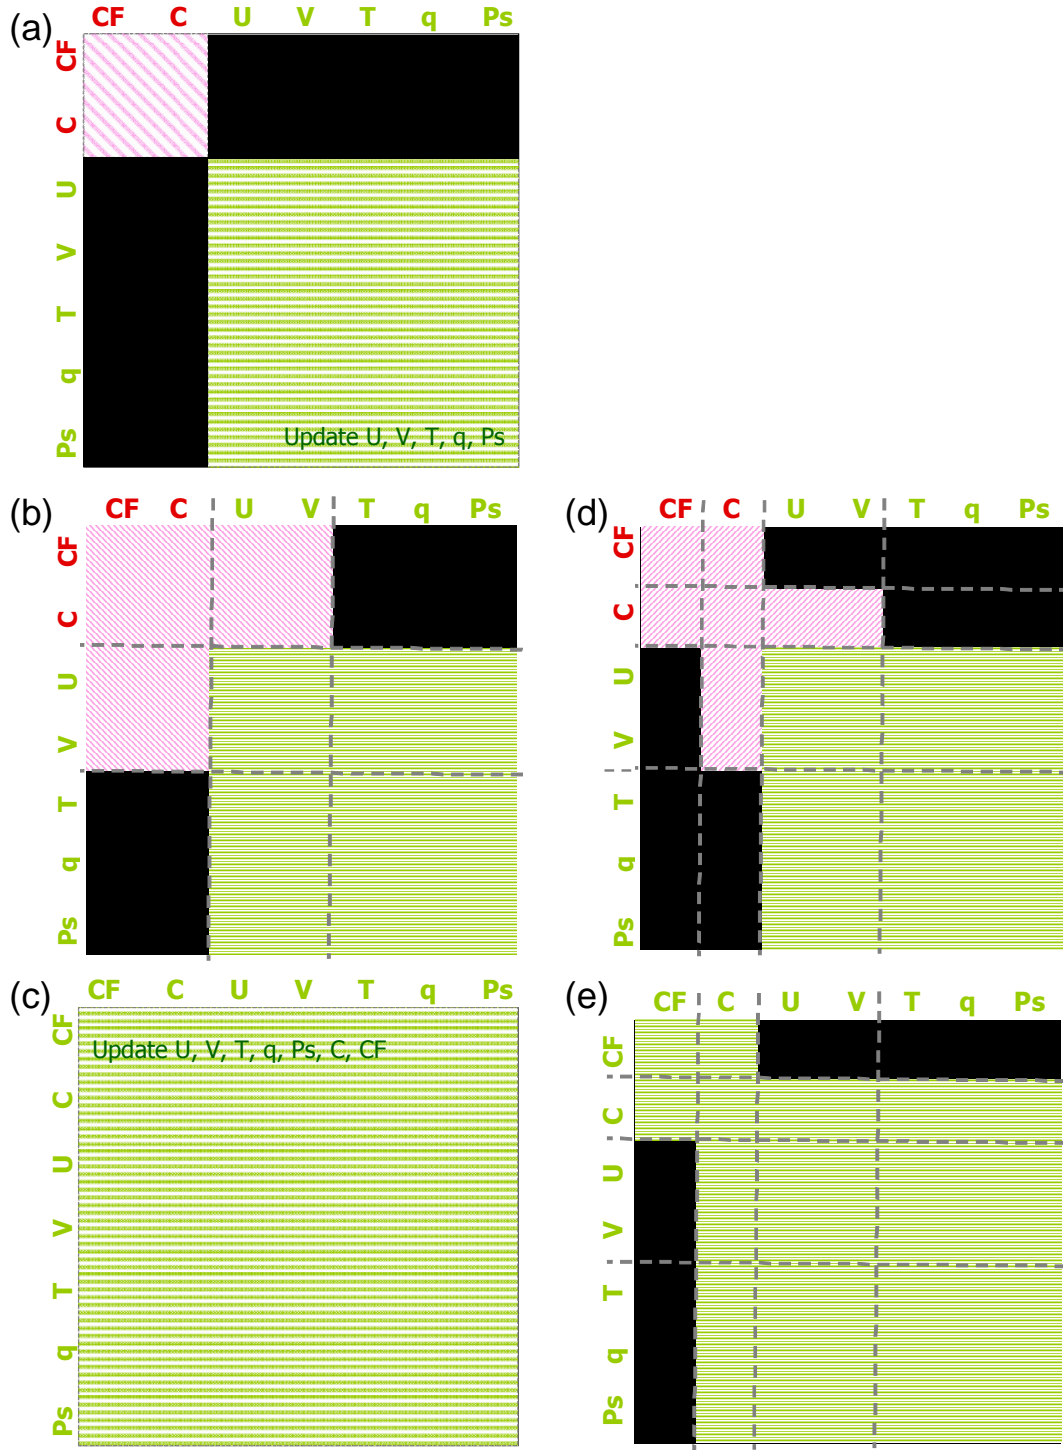 (a)
CF C U V T q Ps
CF
C
U
V
T
q
Ps
Update U, V, T, q, Ps
(b)
CF C U V T q Ps
CF
C
U
V
T
q
Ps
(d)
CF C U V T q Ps
CF
C
U
V
T
q
Ps
(c)
CF C U V T q Ps
CF
C
U
V
T
q
Ps
Update U, V, T, q, Ps, C, CF
(e)
CF C U V T q Ps
CF
C
U
V
T
q
Ps